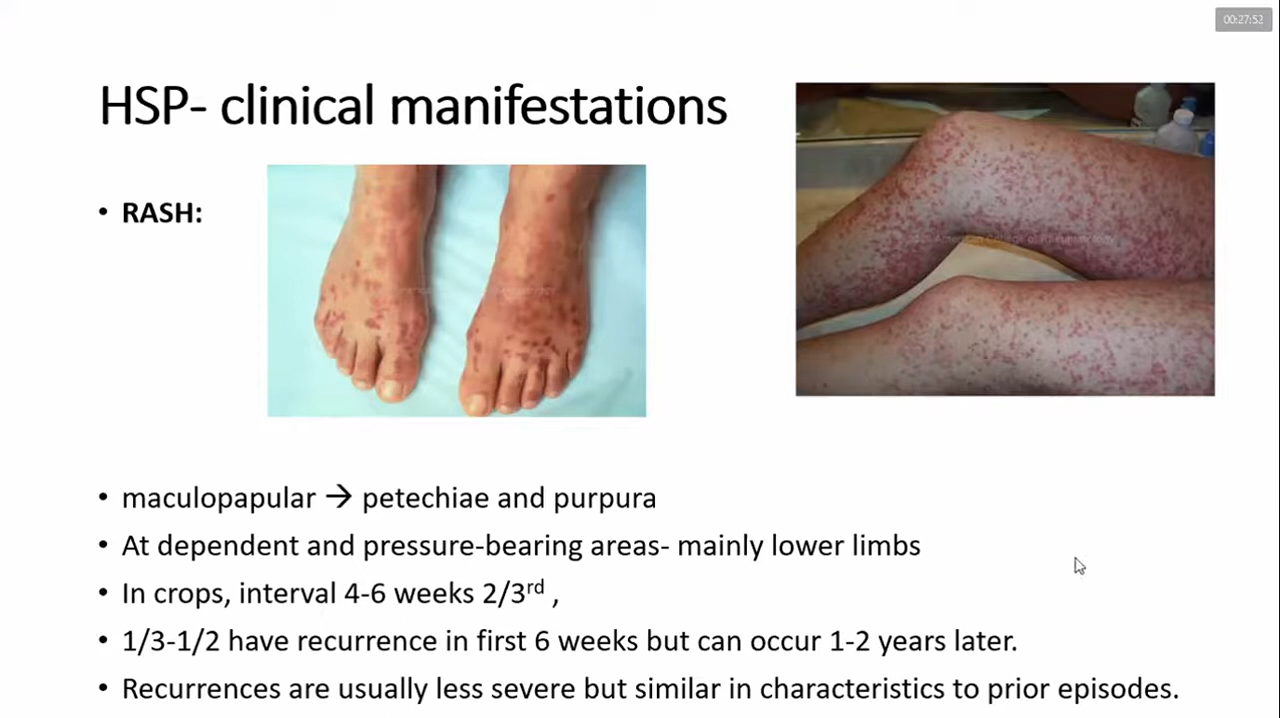 00:27:52
HSP- clinical manifestations
• RASH:
• maculopapular → petechiae and purpura
• At dependent and pressure-bearing areas- mainly lower limbs
• In crops, interval 4-6 weeks 2/3rd ,
• 1/3-1/2 have recurrence in first 6 weeks but can occur 1-2 years later.
• Recurrences are usually less severe but similar in characteristics to prior episodes.